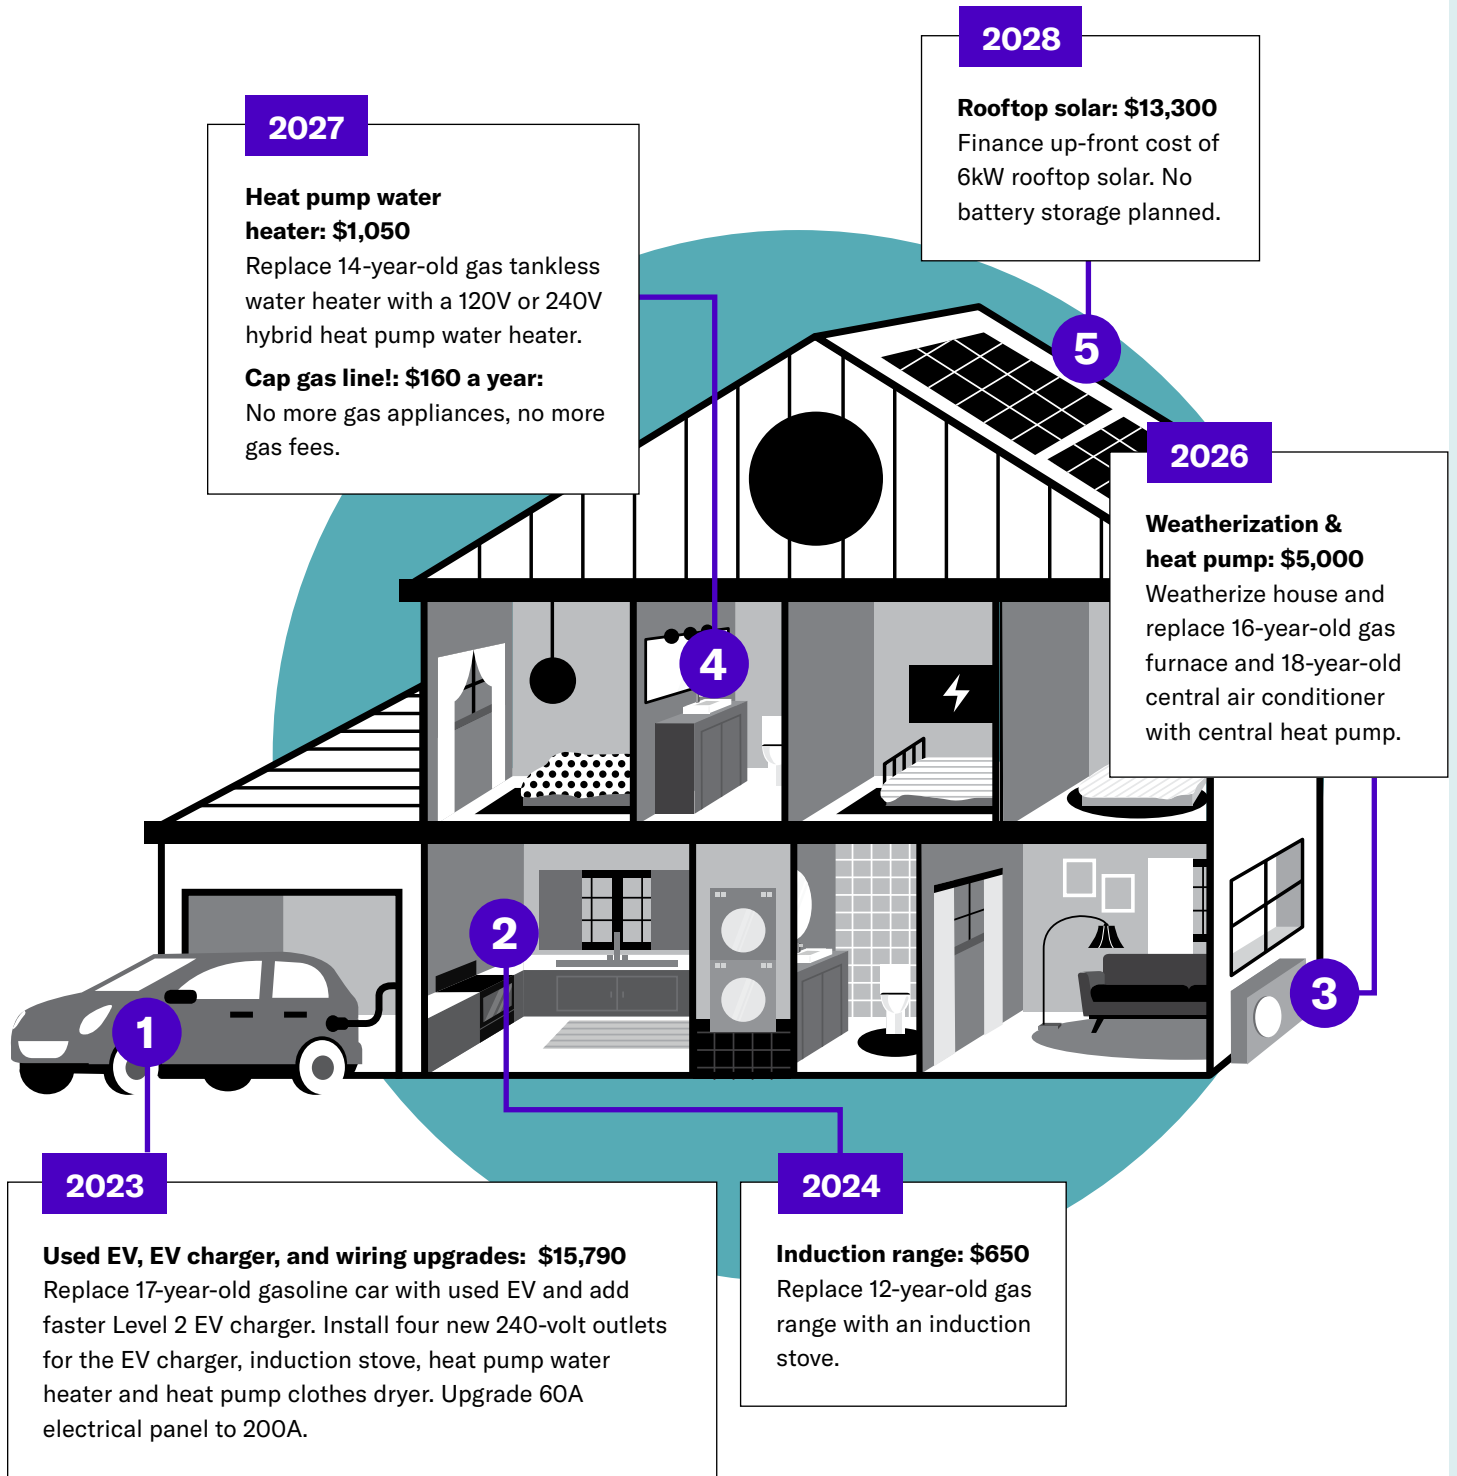 2028
Rooftop solar: $13,300
Finance up-front cost of
6kW rooftop solar. No
battery storage planned.
2027
Heat pump water
heater: $1,050
Replace 14-year-old gas tankless
water heater with a 120V or 240V
hybrid heat pump water heater.
Cap gas line!: $160 a year:
No more gas appliances, no more
gas fees.
5
2026
Weatherization &
heat pump: $5,000
Weatherize house and
replace 16-year-old gas
furnace and 18-year-old
central air conditioner
with central heat pump.
4
2
3
1
2023
Used EV, EV charger, and wiring upgrades:  $15,790
Replace 17-year-old gasoline car with used EV and add
faster Level 2 EV charger. Install four new 240-volt outlets
for the EV charger, induction stove, heat pump water
heater and heat pump clothes dryer. Upgrade 60A
electrical panel to 200A.
2024
Induction range: $650
Replace 12-year-old gas
range with an induction
stove.